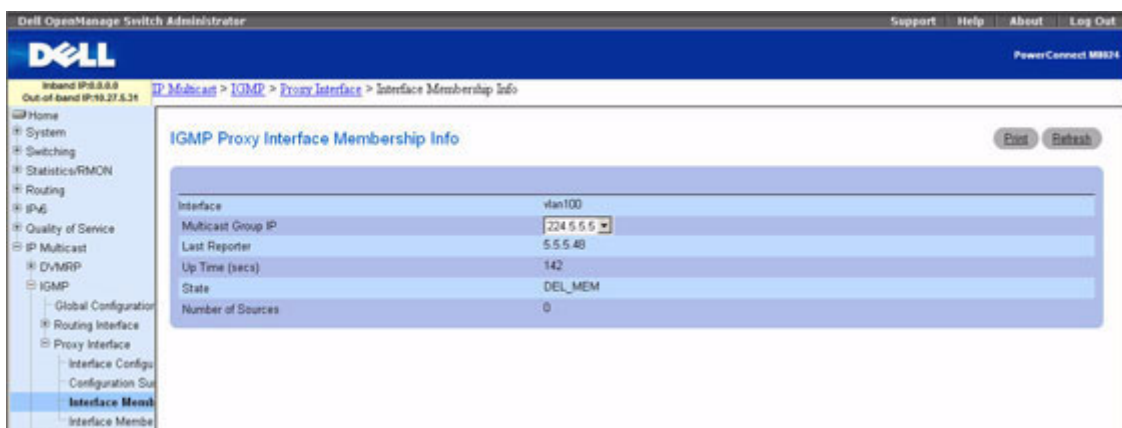 Dell OpenManage Switch Administrator Support Help About Log Out
DELL
PowerConnect M8024
Inband IP:0.0.0.0
Out-of-band IP:10.27.5.31
IP Multicast > IGMP > Proxy Interface > Interface Membership Info
Home
System
Switching
Statistics/RMON
Routing
IPv6
Quality of Service
IP Multicast
DVMRP
IGMP
Global Configuration
Routing Interface
Proxy Interface
Interface Configu
Configuration Sum
Interface Memb
Interface Membe
IGMP Proxy Interface Membership Info
Print Refresh
Interface vlan100
Multicast Group IP 224.5.5.5
Last Reporter 5.5.5.48
Up Time (secs) 142
State DEL_MEM
Number of Sources 0